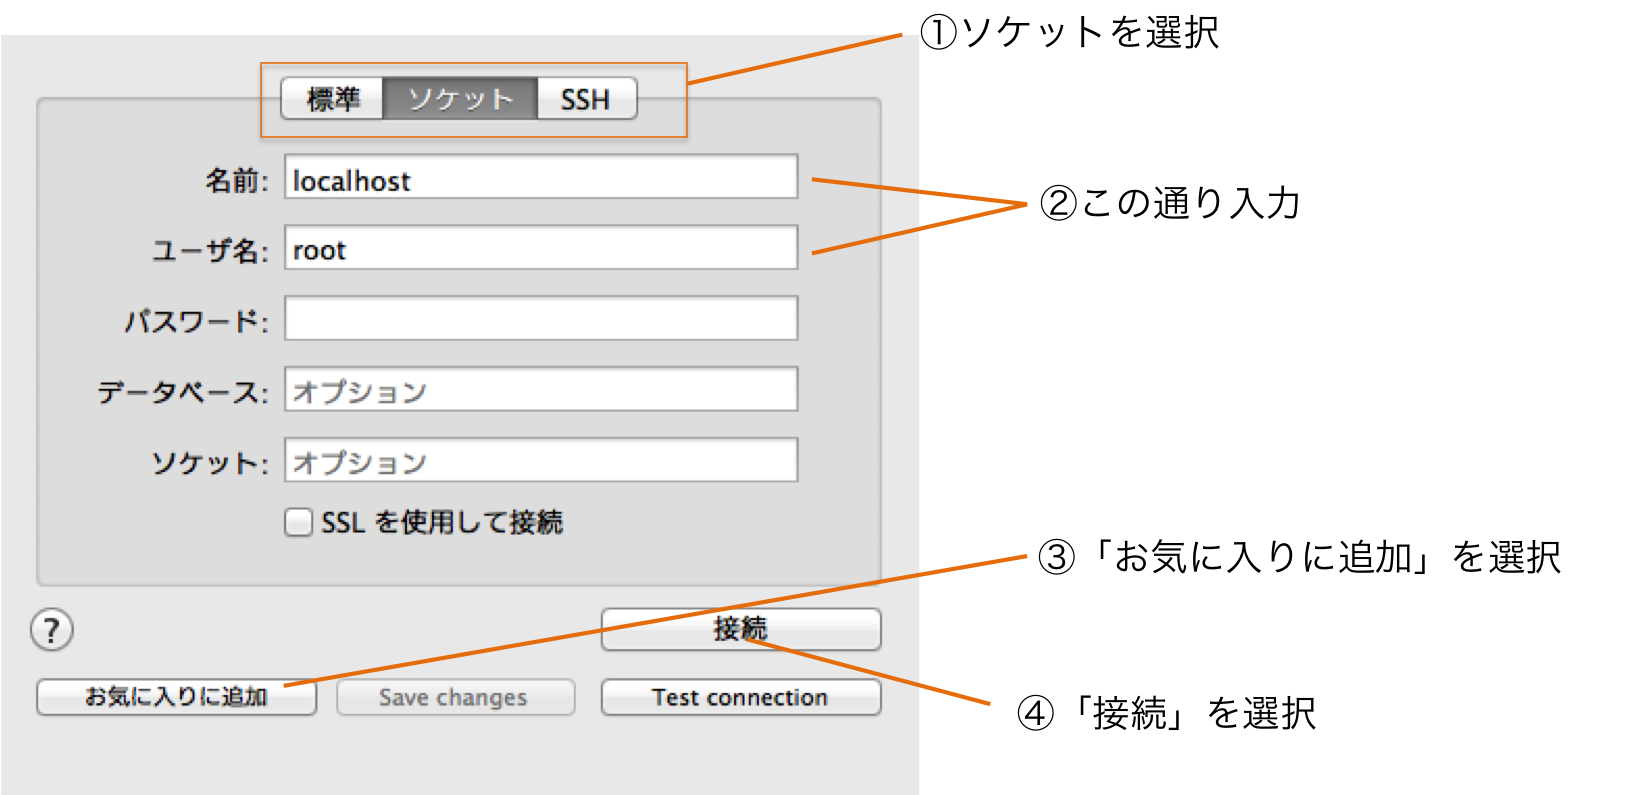 ①ソケットを選択
標準 ソケット SSH
名前: localhost
②この通り入力
ユーザ名: root
パスワード:
データベース: オプション
ソケット: オプション
SSL を使用して接続
③「お気に入りに追加」を選択
? 接続
お気に入りに追加 Save changes Test connection
④「接続」を選択